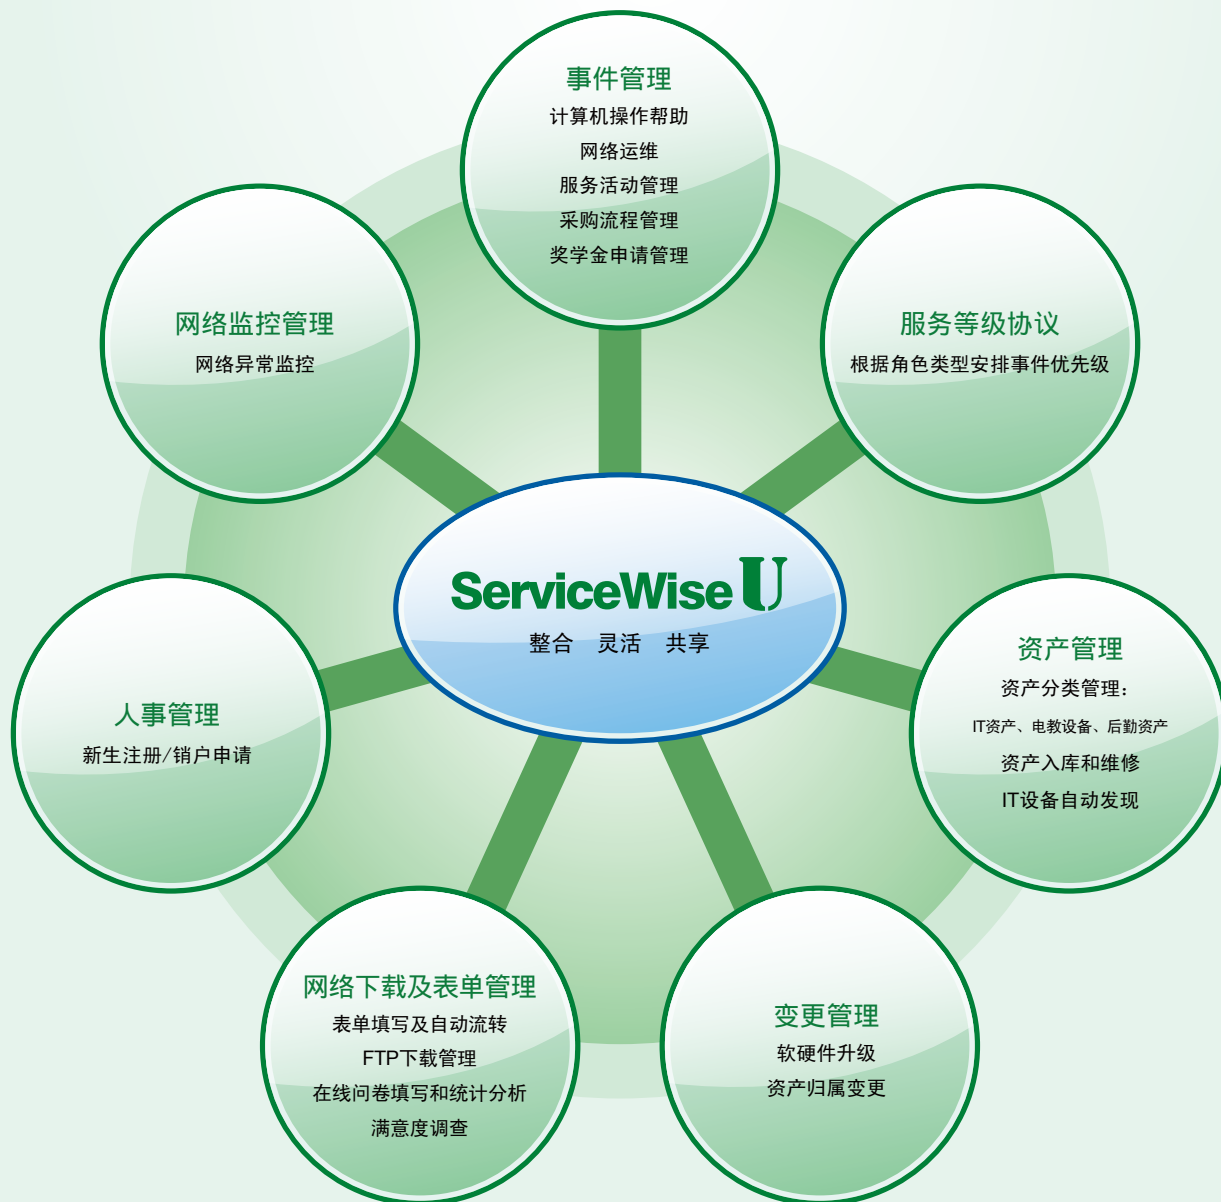 事件管理
计算机操作帮助
网络运维
服务活动管理
采购流程管理
奖学金申请管理
网络监控管理
网络异常监控
服务等级协议
根据角色类型安排事件优先级
ServiceWise U
整合 灵活 共享
人事管理
新生注册/销户申请
资产管理
资产分类管理：
IT资产、电教设备、后勤资产
资产入库和维修
IT设备自动发现
网络下载及表单管理
表单填写及自动流转
FTP下载管理
在线问卷填写和统计分析
满意度调查
变更管理
软硬件升级
资产归属变更